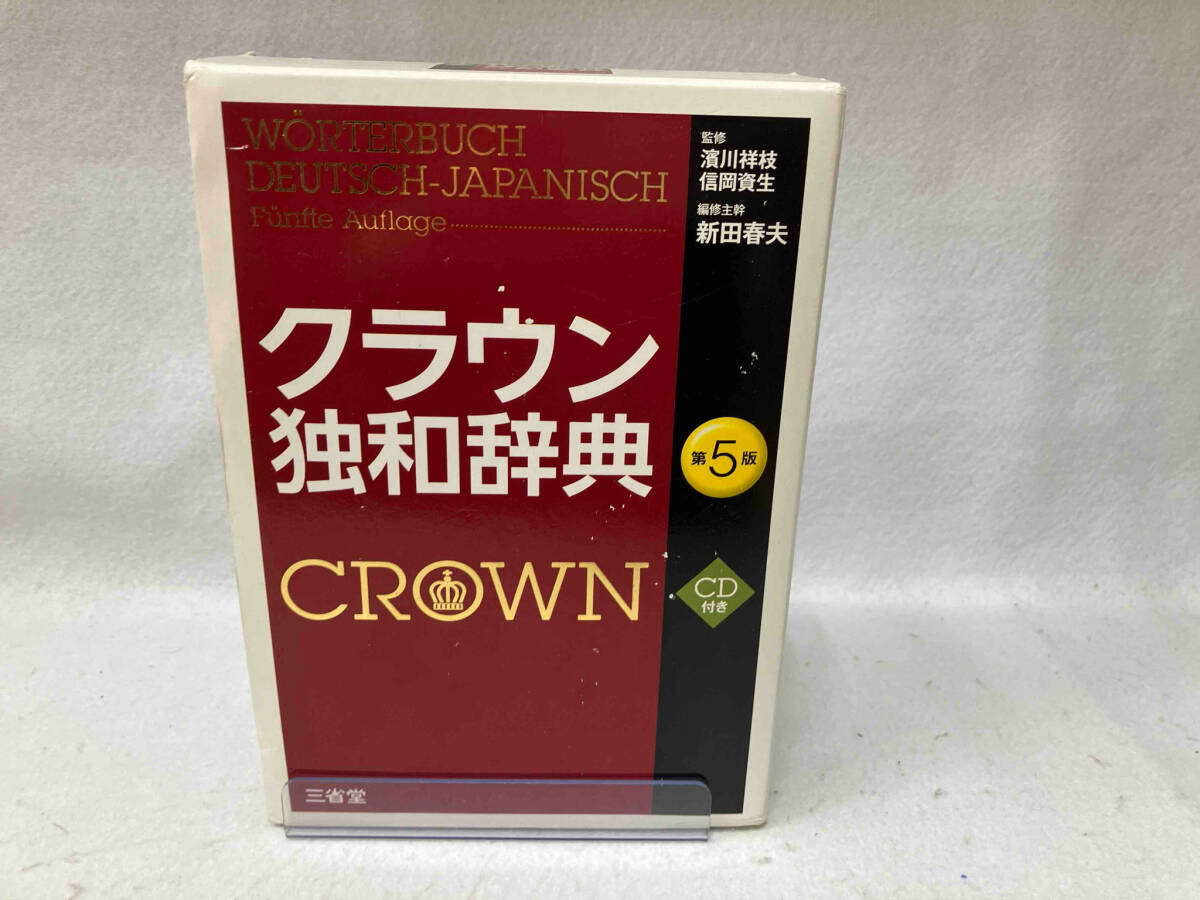 WÖRTERBUCH
DEUTSCH-JAPANISCH
Fünfte Auflage
監修
濱川祥枝
信岡資生
編修主幹
新田春夫
クラウン
独和辞典
第5版
CROWN
CD
付き
三省堂